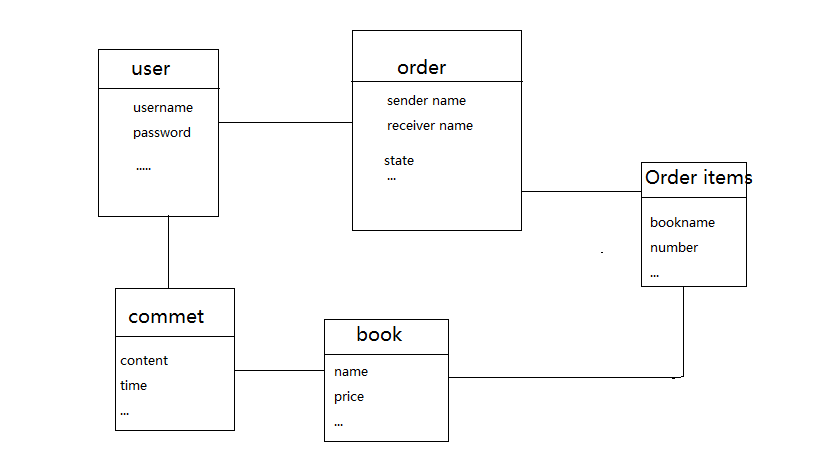 user
username
password
.....
order
sender name
receiver name
state
...
Order items
bookname
number
...
commet
content
time
...
book
name
price
...